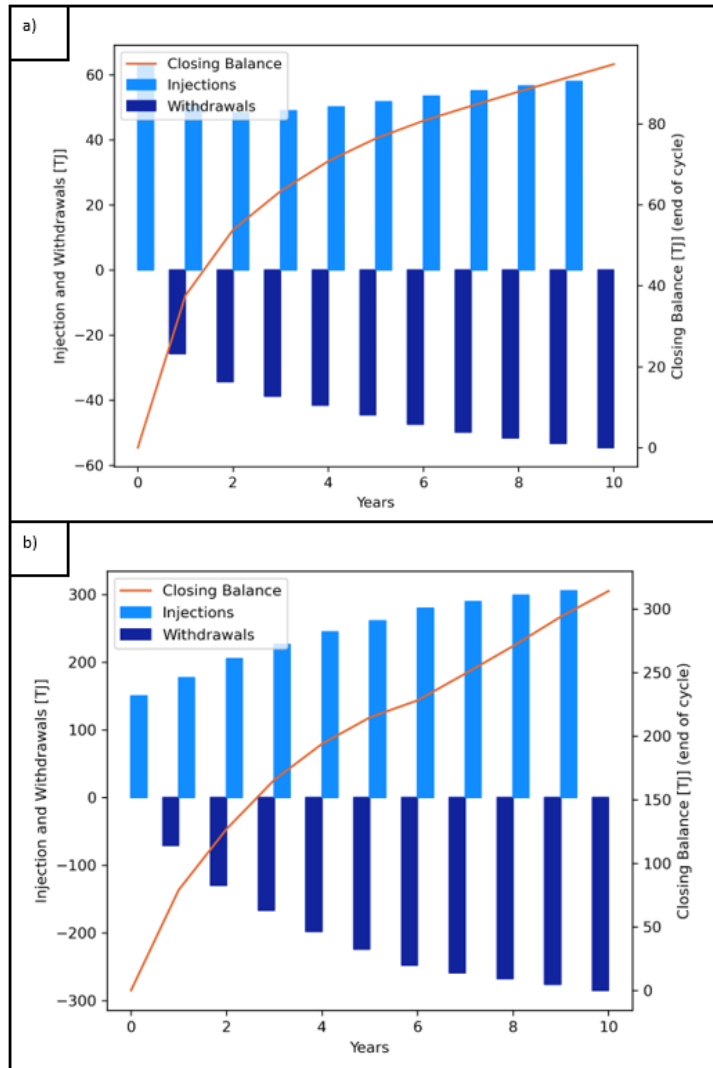 a)
Closing Balance
Injections
Withdrawals
Injection and Withdrawals [TJ]
60
40
20
0
−20
−40
−60
80
60
40
20
0
Closing Balance [TJ] (end of cycle)
0 2 4 6 8 10
Years
b)
Closing Balance
Injections
Withdrawals
Injection and Withdrawals [TJ]
300
200
100
0
−100
−200
−300
300
250
200
150
100
50
0
Closing Balance [TJ] (end of cycle)
0 2 4 6 8 10
Years